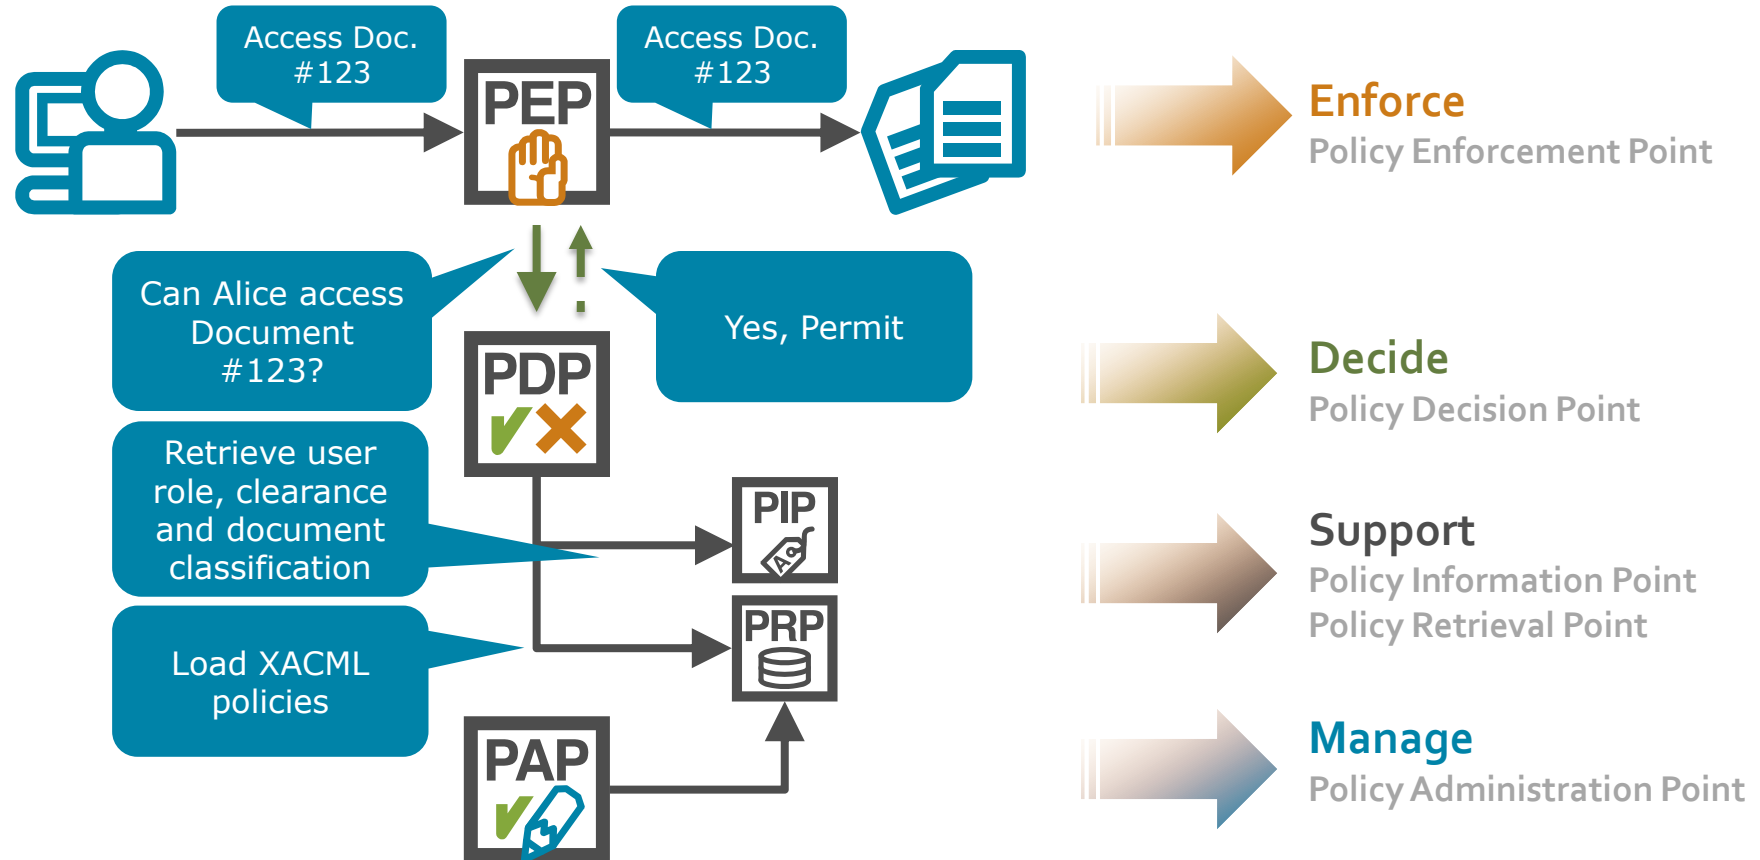 Access Doc.
#123
Access Doc.
#123
PEP
Enforce
Policy Enforcement Point
Can Alice access
Document
#123?
Yes, Permit
PDP
Decide
Policy Decision Point
Retrieve user
role, clearance
and document
classification
PIP
A
Support
Policy Information Point
Policy Retrieval Point
PRP
Load XACML
policies
PAP
Manage
Policy Administration Point